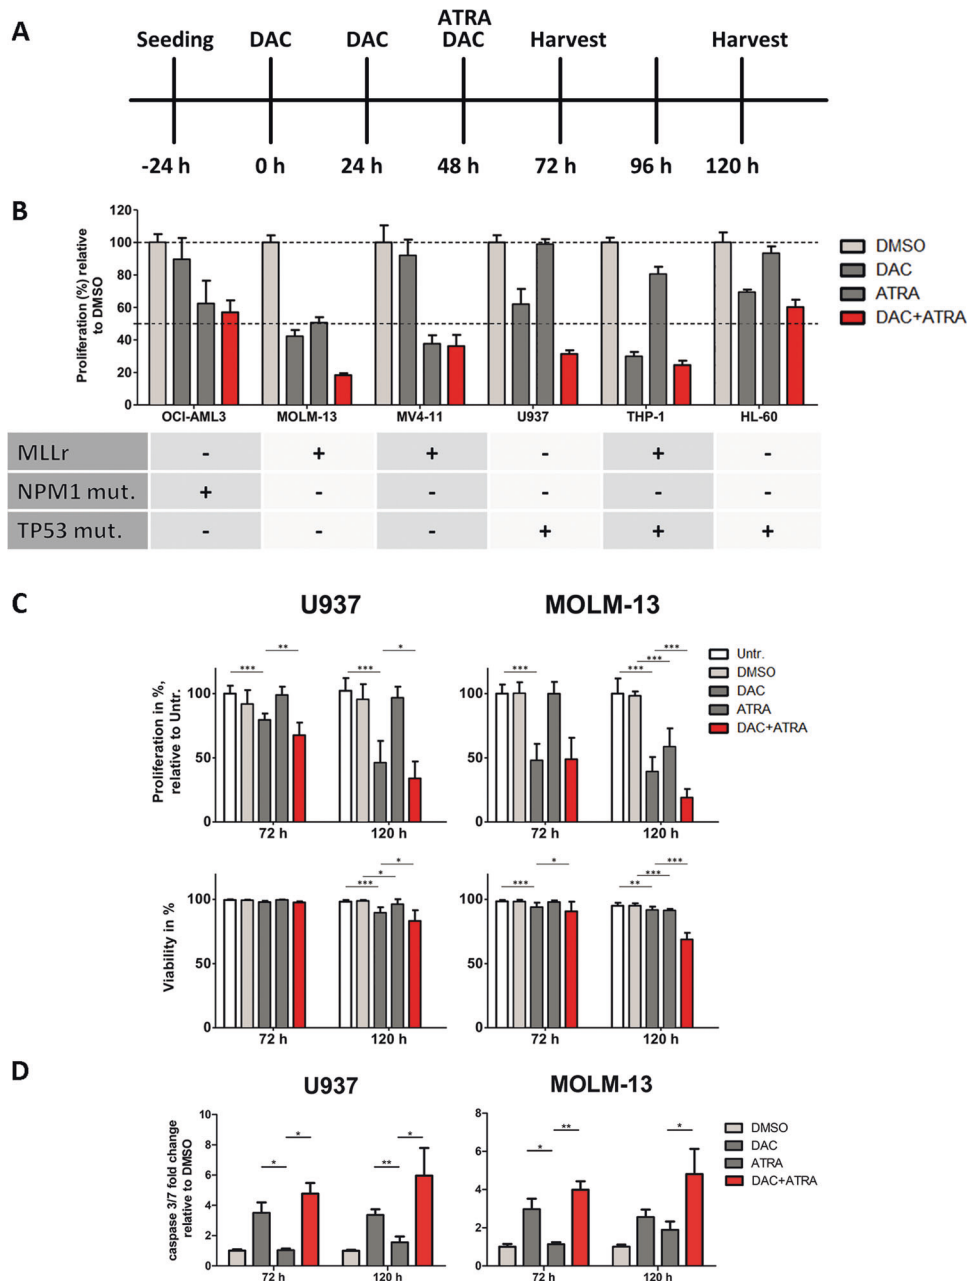 A
Seeding DAC DAC ATRA DAC Harvest Harvest
-24 h 0 h 24 h 48 h 72 h 96 h 120 h
B
Proliferation (%) relative
to DMSO
120
100
80
60
40
20
0
OCI-AML3 MOLM-13 MV4-11 U937 THP-1 HL-60
DMSO
DAC
ATRA
DAC+ATRA
MLLr - + + - + -
NPM1 mut. + - - - - -
TP53 mut. - - - + + +
C
U937 MOLM-13
Proliferation in %,
relative to Untr.
100
50
0
*** ** *** *
72 h 120 h
*** *** *** ***
72 h 120 h
Untr.
DMSO
DAC
ATRA
DAC+ATRA
Viability in %
100
50
0
*** * *
72 h 120 h
*** * ** *** ***
72 h 120 h
D
U937 MOLM-13
caspase 3/7 fold change
relative to DMSO
10
8
6
4
2
0
* * ** *
72 h 120 h
8
6
4
2
0
* ** *
72 h 120 h
DMSO
DAC
ATRA
DAC+ATRA